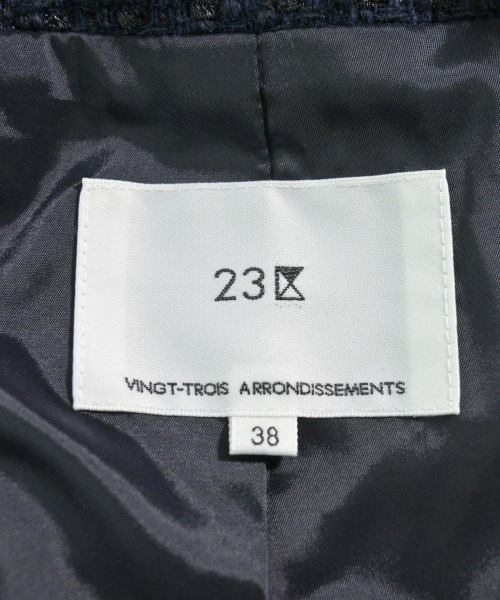 23区
VINGT-TROIS ARRONDISSEMENTS
38